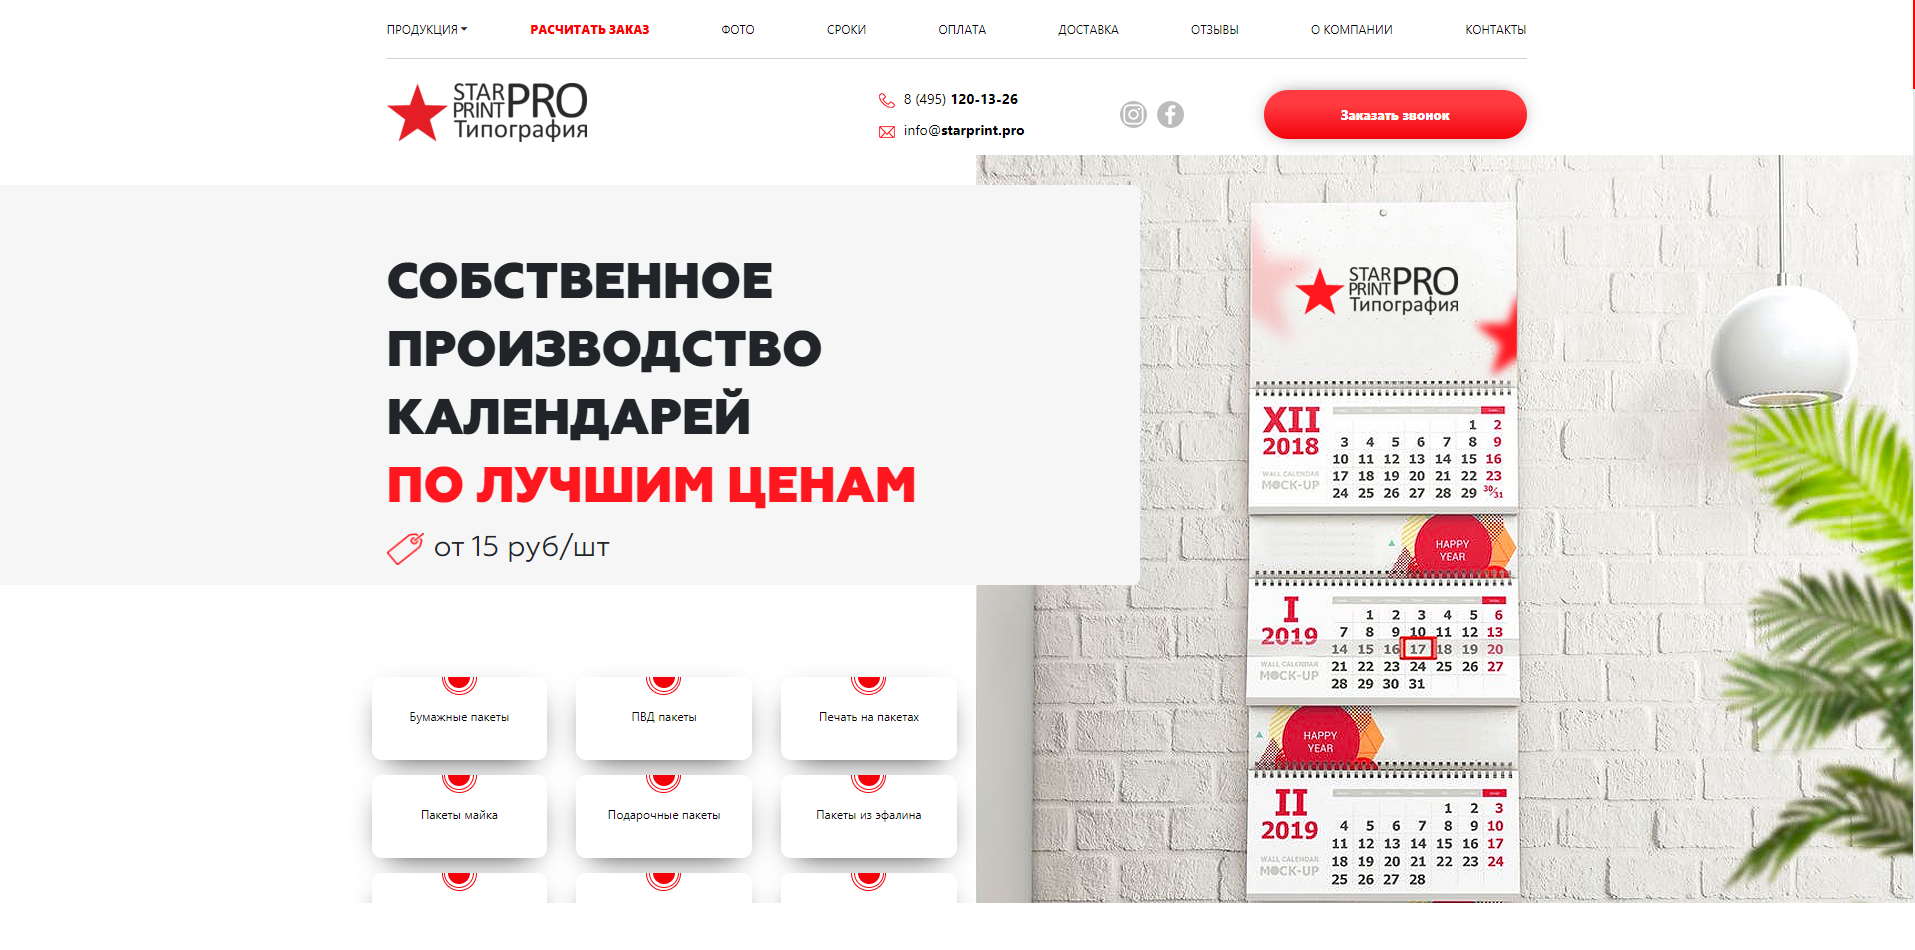 ПРОДУКЦИЯ
РАСЧИТАТЬ ЗАКАЗ
ФОТО
СРОКИ
ОПЛАТА
ДОСТАВКА
ОТЗЫВЫ
О КОМПАНИИ
КОНТАКТЫ
STAR PRINT PRO
Типография
8 (495) 120-13-26
info@starprint.pro
Заказать звонок
СОБСТВЕННОЕ
ПРОИЗВОДСТВО
КАЛЕНДАРЕЙ
ПО ЛУЧШИМ ЦЕНАМ
от 15 руб/шт
Бумажные пакеты
ПВД пакеты
Печать на пакетах
Пакеты майка
Подарочные пакеты
Пакеты из эфалина
STAR PRINT PRO
Типография
XII
2018
WALL CALENDAR
MOCK-UP
1 2
3 4 5 6 7 8 9
10 11 12 13 14 15 16
17 18 19 20 21 22 23
24 25 26 27 28 29 30/31
HAPPY
YEAR
I
2019
WALL CALENDAR
MOCK-UP
1 2 3 4 5 6
7 8 9 10 11 12 13
14 15 16 17 18 19 20
21 22 23 24 25 26 27
28 29 30 31
HAPPY
YEAR
II
2019
WALL CALENDAR
MOCK-UP
1 2 3
4 5 6 7 8 9 10
11 12 13 14 15 16 17
18 19 20 21 22 23 24
25 26 27 28